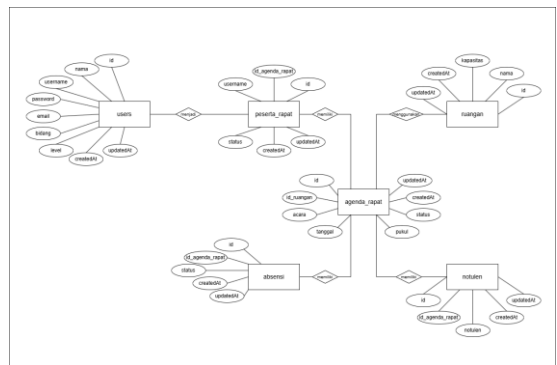 id
nama
username
password
email
bidang
level
createdAt
updatedAt
users
menjadi
id_agenda_rapat
username
id
peserta_rapat
status
createdAt
updatedAt
memiliki
kapasitas
createdAt
nama
updatedAt
id
ruangan
menggunakan
id
id_ruangan
acara
tanggal
agenda_rapat
updatedAt
createdAt
status
pukul
id
id_agenda_rapat
status
createdAt
updatedAt
absensi
memiliki
memiliki
notulen
id
id_agenda_rapat
notulen
createdAt
updatedAt